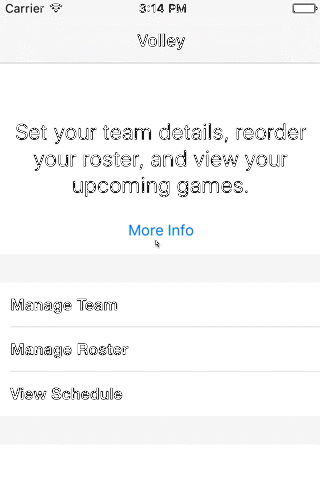 Carrier 3:14 PM
Volley
Set your team details, reorder
your roster, and view your
upcoming games.
More Info
Manage Team
Manage Roster
View Schedule